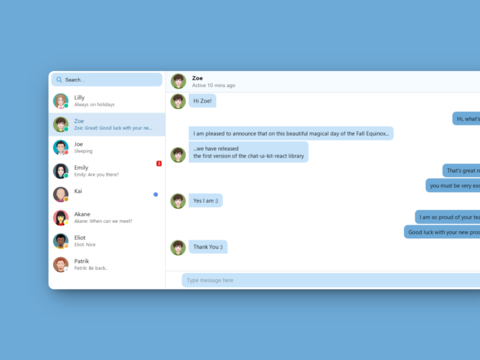 Search...
Lilly
Always on holidays
Zoe
Zoe: Great! Good luck with your ne...
Joe
Sleeping
Emily
Emily: Are you there?
3
Kai
Akane
Akane: When can we meet?
Eliot
Eliot: Nice
Patrik
Patrik: Be back..
Zoe
Active 10 mins ago
Hi Zoe!
Hi, what's
I am pleased to announce that on this beautiful magical day of the Fall Equinox...
...we have released
the first version of the chat-ui-kit-react library
That's great
you must be very
Yes I am :)
I am so proud of your
Good luck with your new
Thank You :)
Type message here